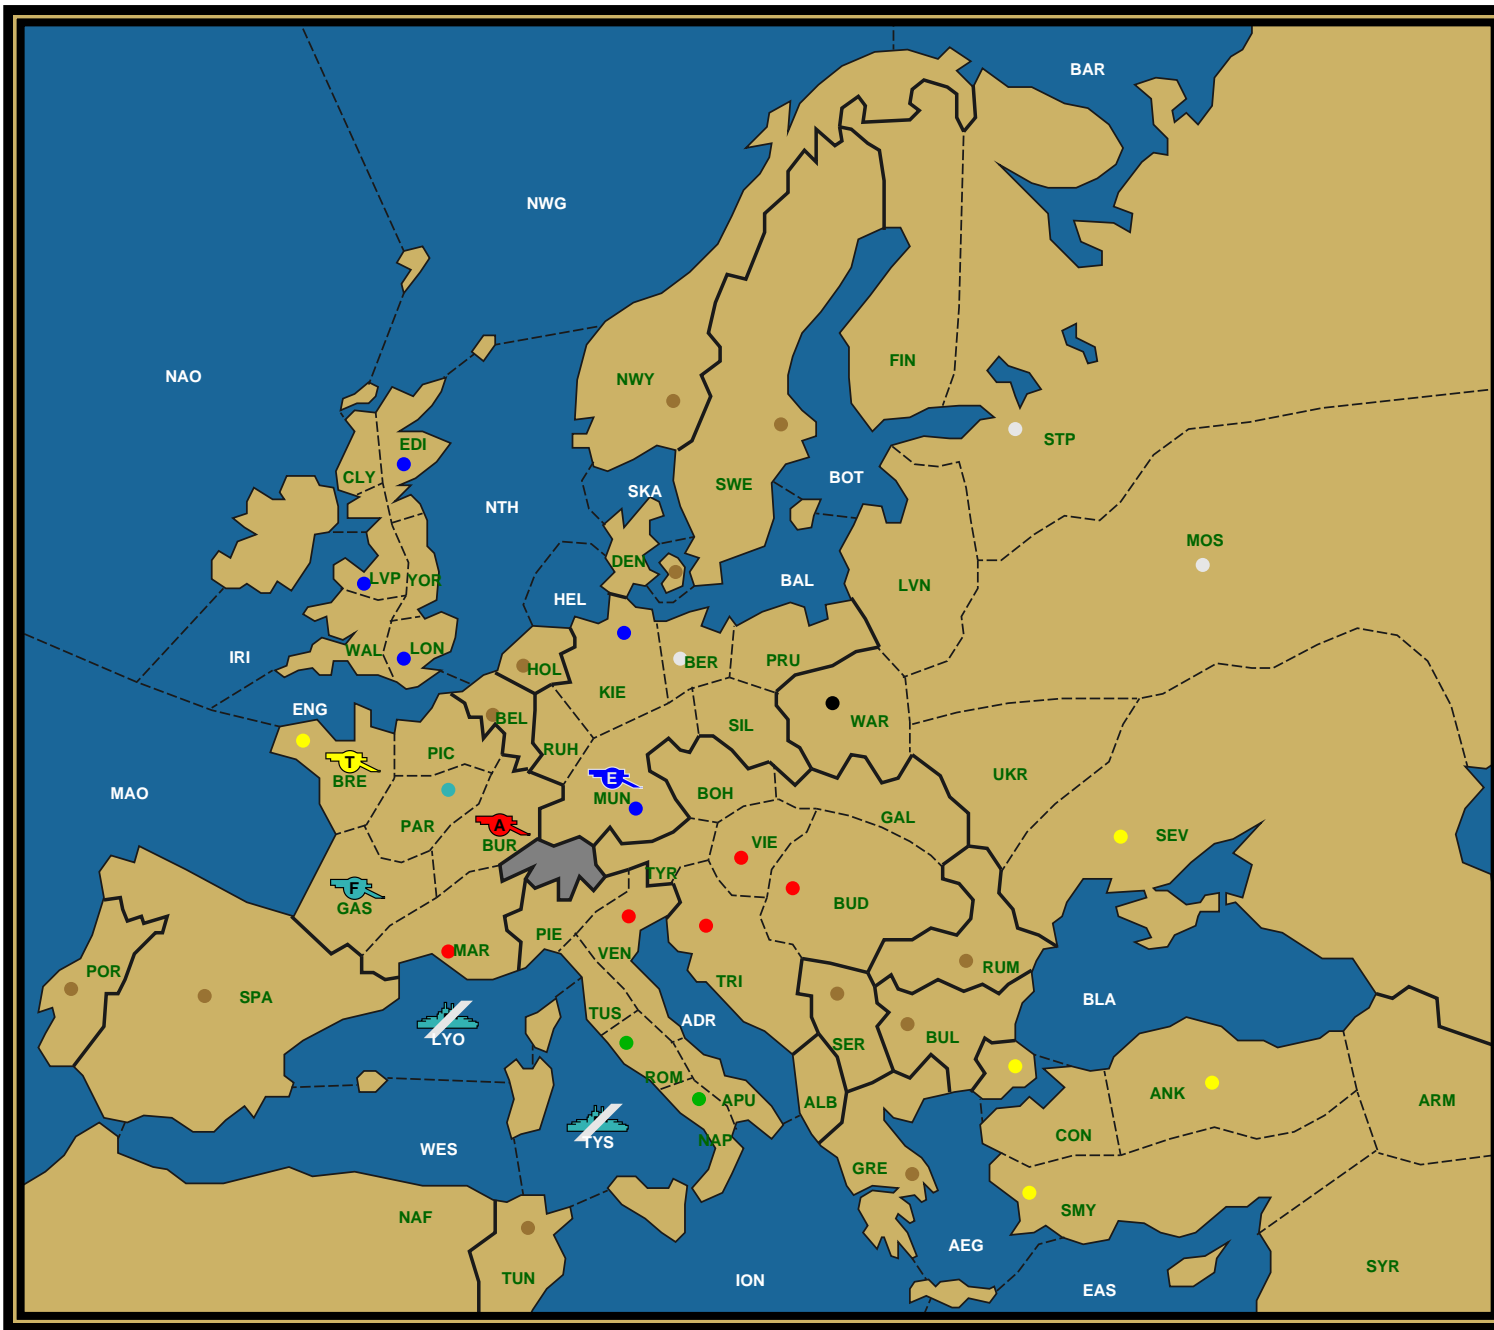 BAR
NWG
NAO
FIN
NWY
STP
EDI
CLY
SWE
BOT
SKA
NTH
MOS
DEN
LVP
YOR
BAL
LVN
HEL
WAL
LON
IRI
HOL
BER
PRU
KIE
ENG
BEL
WAR
SIL
PIC
RUH
T
BRE
UKR
E
MUN
BOH
MAO
GAL
PAR
A
BUR
VIE
SEV
TYR
F
GAS
BUD
PIE
VEN
MAR
POR
SPA
RUM
TRI
BLA
TUS
ADR
LYO
SER
BUL
ROM
ANK
APU
ALB
ARM
CON
TYS
NAP
WES
GRE
SMY
NAF
AEG
SYR
TUN
ION
EAS